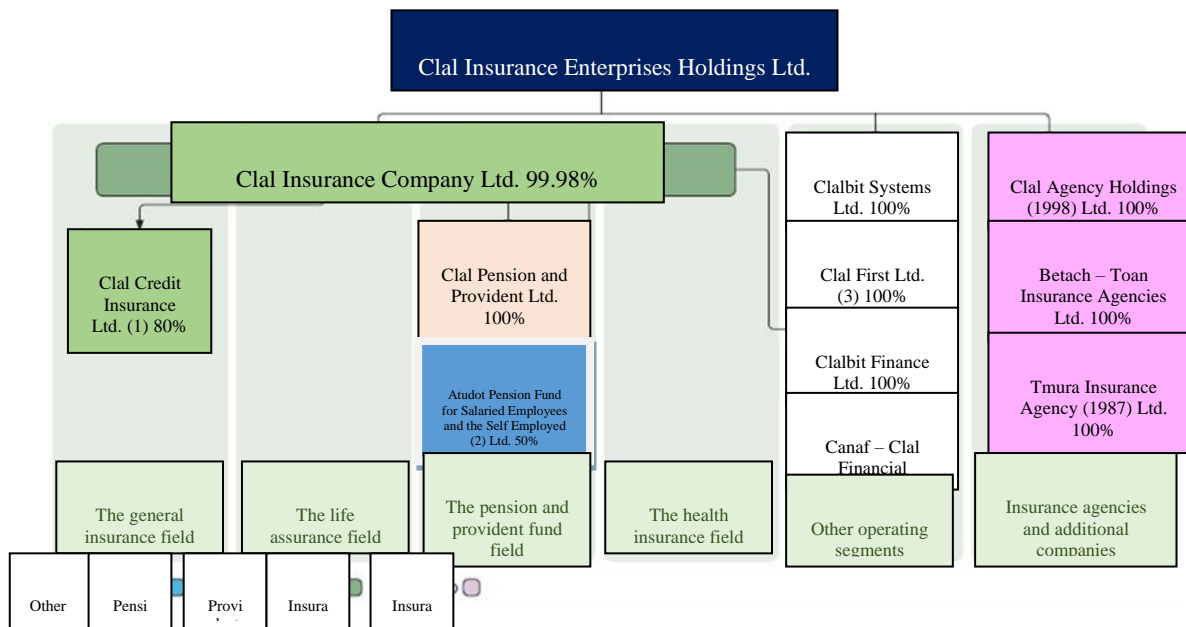 Clal Insurance Enterprises Holdings Ltd.
Clal Insurance Company Ltd. 99.98%
Clal Credit
Insurance
Ltd. (1) 80%
Clal Pension and
Provident Ltd.
100%
Atudot Pension Fund
for Salaried Employees
and the Self Employed
(2) Ltd. 50%
Clalbit Systems
Ltd. 100%
Clal First Ltd.
(3) 100%
Clalbit Finance
Ltd. 100%
Canaf – Clal
Financial
Clal Agency Holdings
(1998) Ltd. 100%
Betach – Toan
Insurance Agencies
Ltd. 100%
Tmura Insurance
Agency (1987) Ltd.
100%
The general
insurance field
The life
assurance field
The pension and
provident fund
field
The health
insurance field
Other operating
segments
Insurance agencies
and additional
companies
Other
Pensi
Provi
Insura
Insura